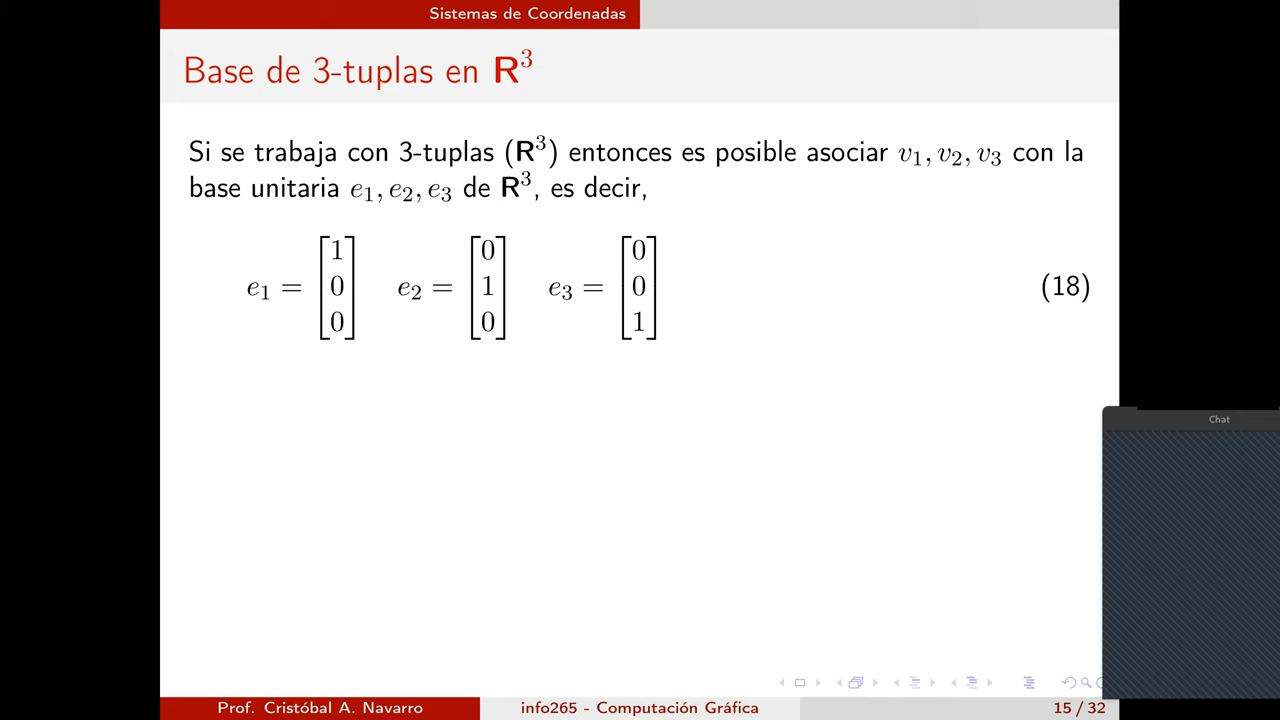 Sistemas de Coordenadas
Base de 3-tuplas en R³
Si se trabaja con 3-tuplas (R³) entonces es posible asociar v₁, v₂, v₃ con la
base unitaria e₁, e₂, e₃ de R³, es decir,
e₁ = [1 0 0] e₂ = [0 1 0] e₃ = [0 0 1] (18)
Chat
Prof. Cristóbal A. Navarro info265 - Computación Gráfica 15 / 32